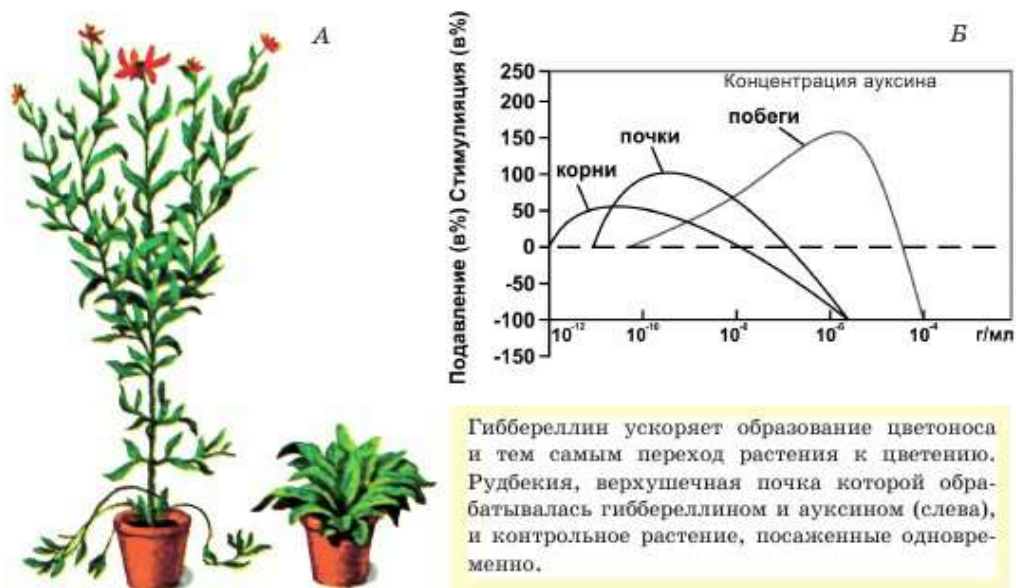 А
Б
Подавление (в%) Стимулияция (в%)
250
200
150
100
50
0
-50
-100
-150
Концентрация ауксина
побеги
почки
корни
10⁻¹² 10⁻¹⁰ 10⁻⁸ 10⁻⁶ 10⁻⁴ г/мл
Гиббереллин ускоряет образование цветоноса
и тем самым переход растения к цветению.
Рудбекия, верхушечная почка которой обра-
батывалась гиббереллином и ауксином (слева),
и контрольное растение, посаженные одновре-
менно.